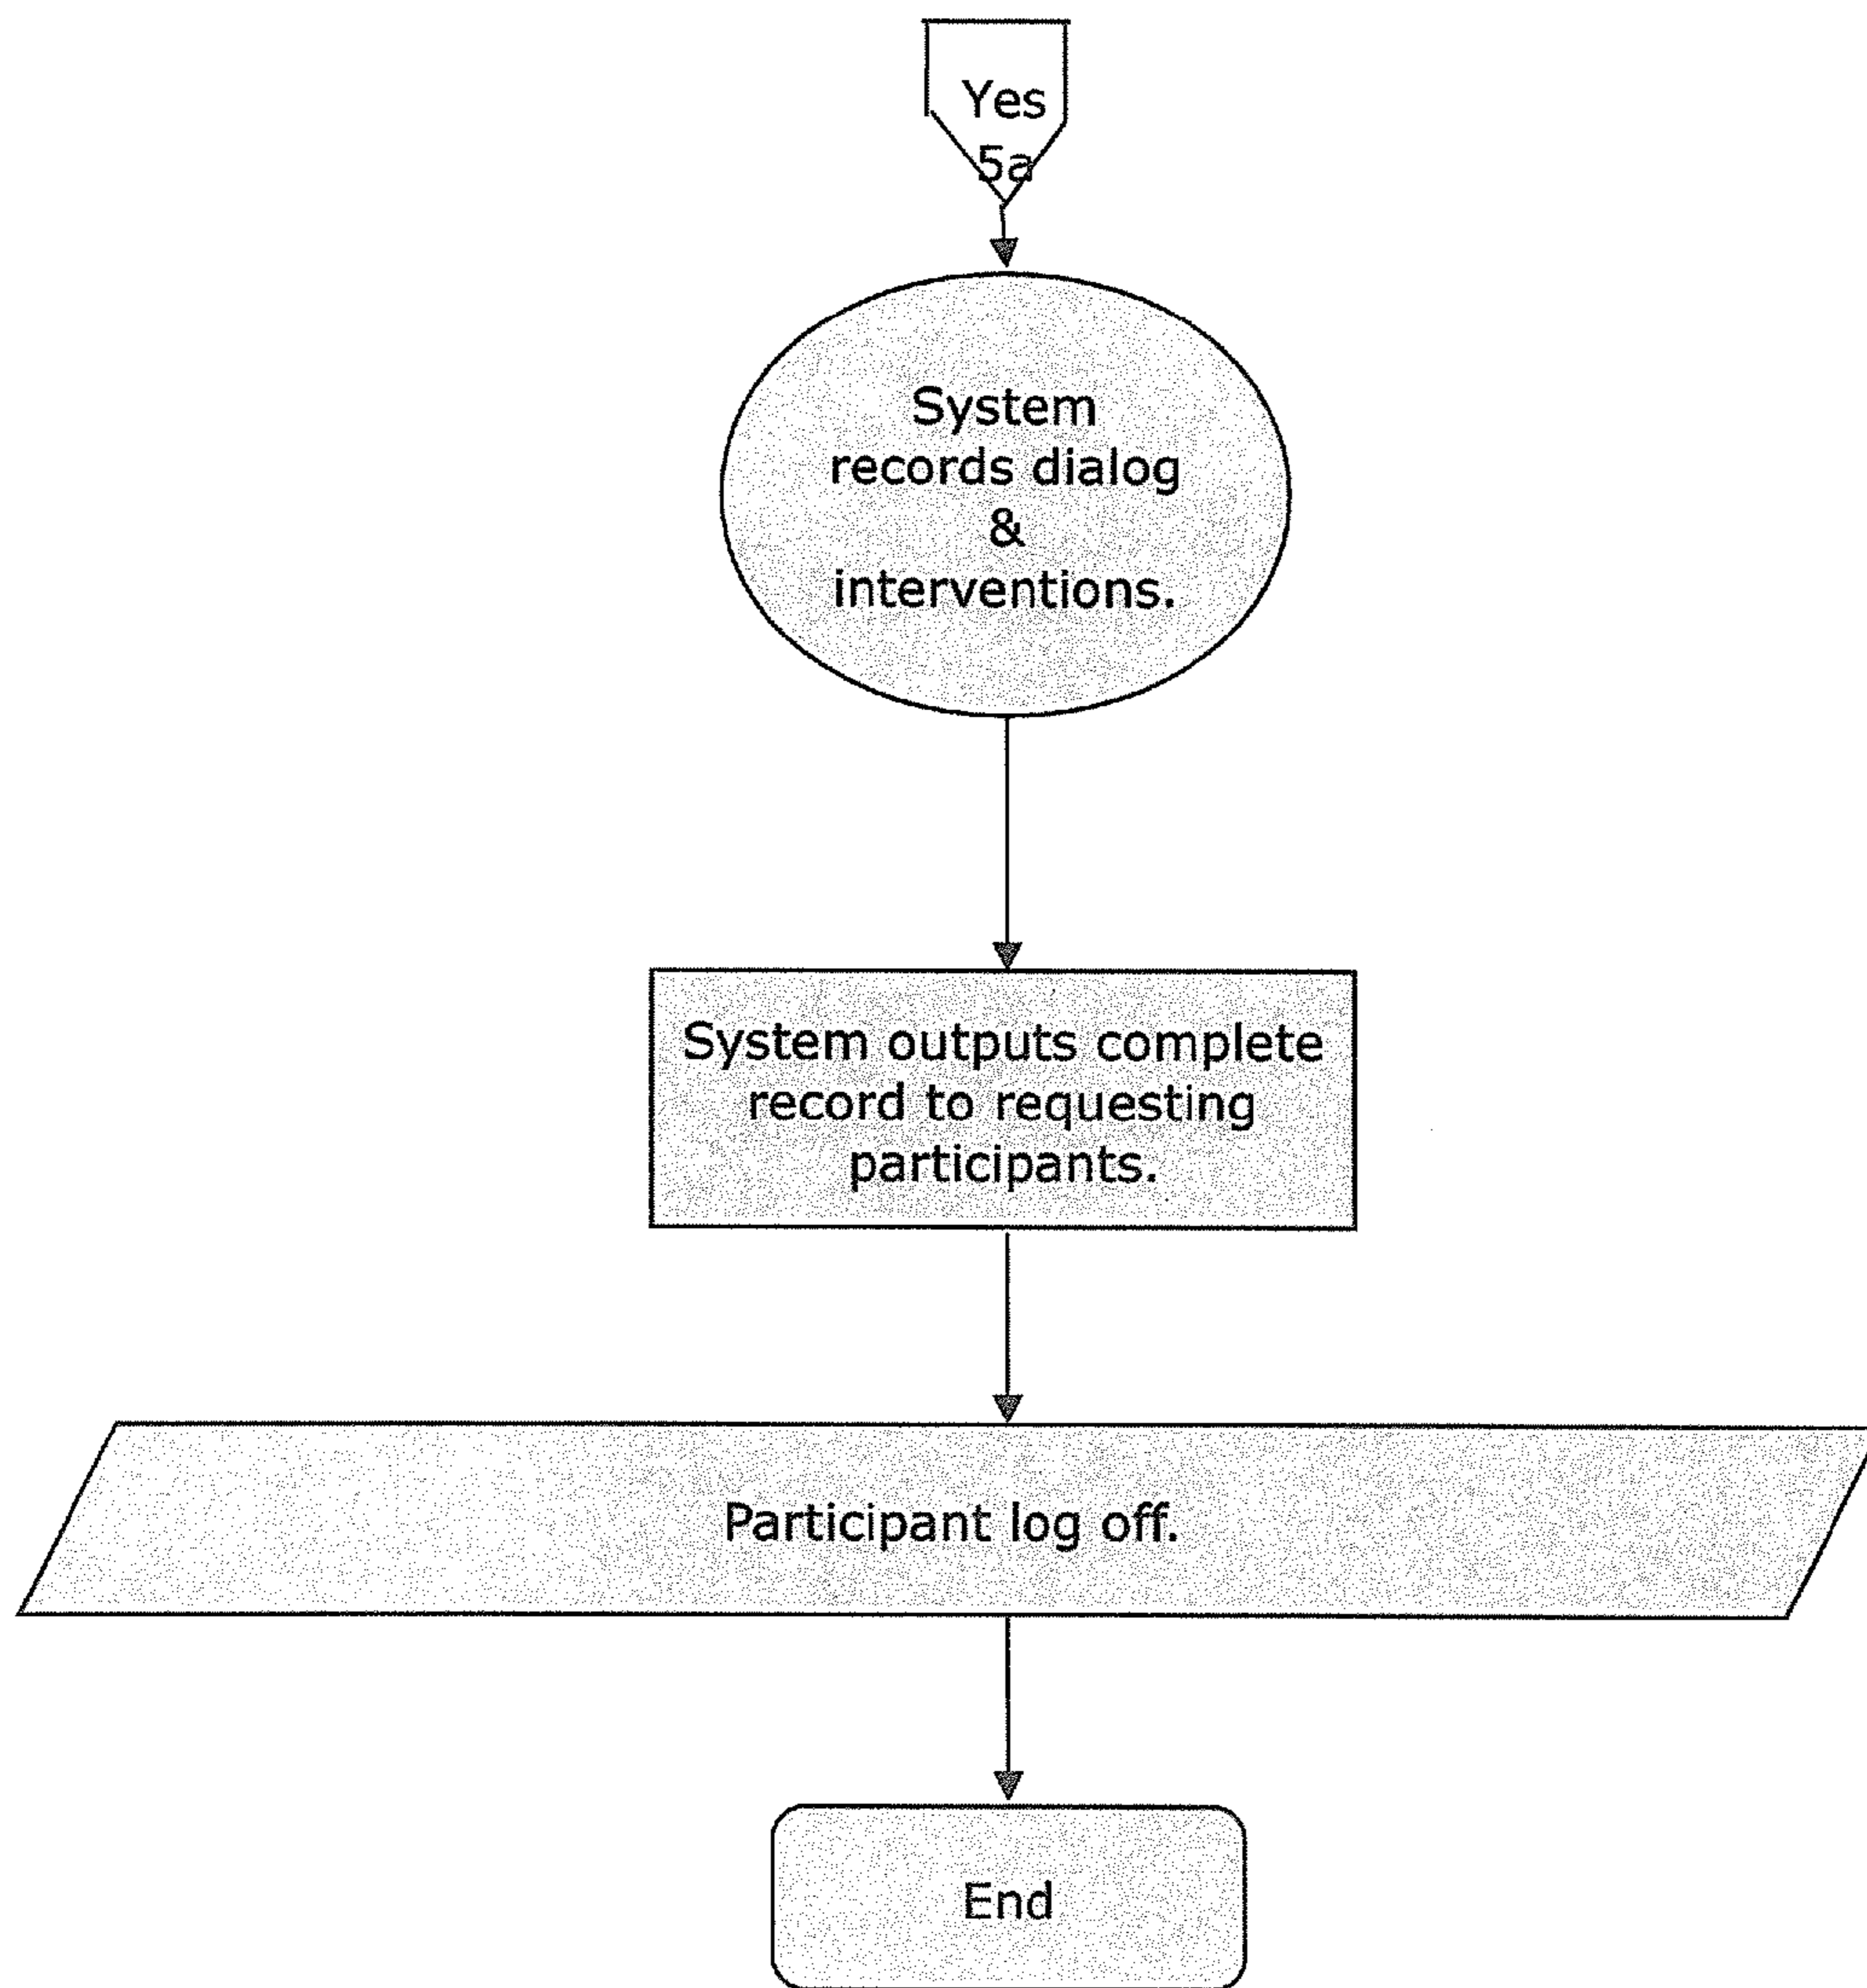 Yes
5a
System
records dialog
&
interventions.
System outputs complete
record to requesting
participants.
Participant log off.
End